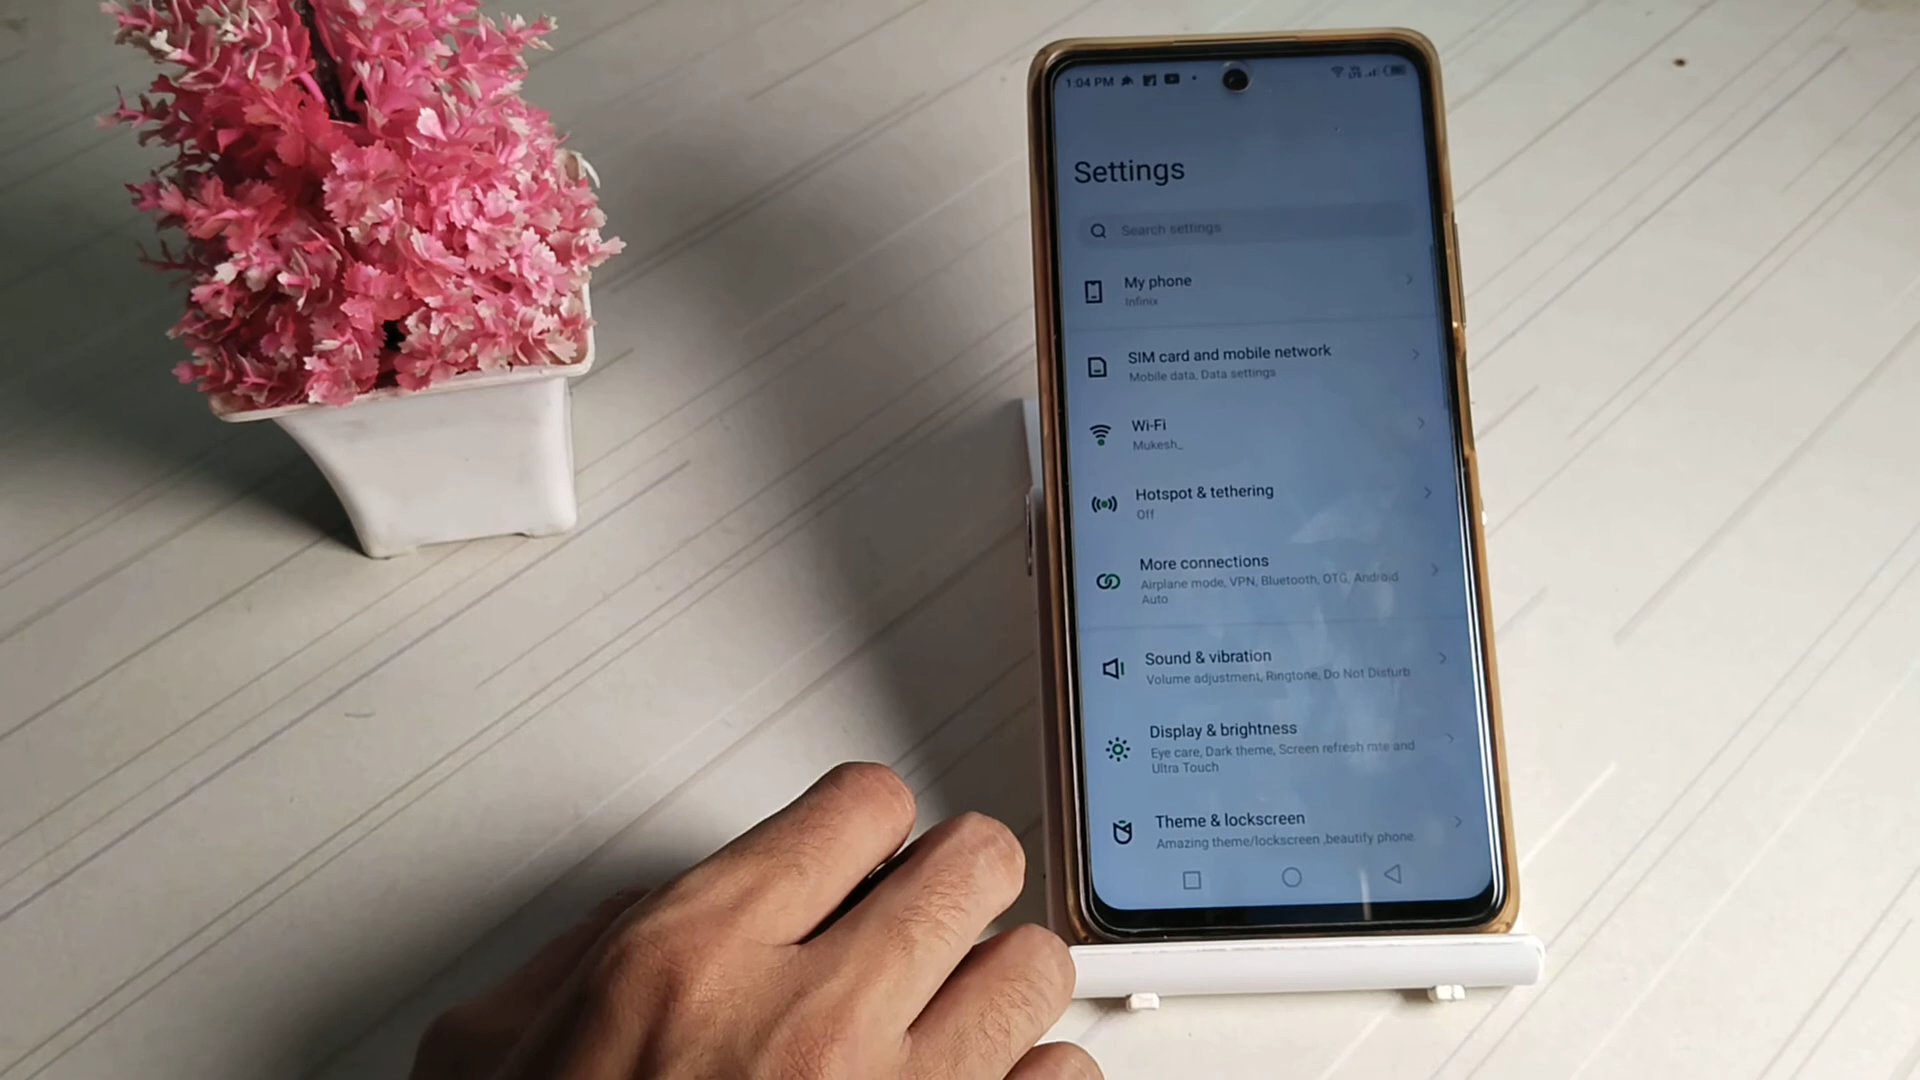 1:04 PM
Settings
Search settings
My phone
Infinix
SIM card and mobile network
Mobile data, Data settings
Wi-Fi
Mukesh_
Hotspot & tethering
Off
More connections
Airplane mode, VPN, Bluetooth, OTG, Android
Auto
Sound & vibration
Volume adjustment, Ringtone, Do Not Disturb
Display & brightness
Eye care, Dark theme, Screen refresh rate and
Ultra Touch
Theme & lockscreen
Amazing theme/lockscreen ,beautify phone